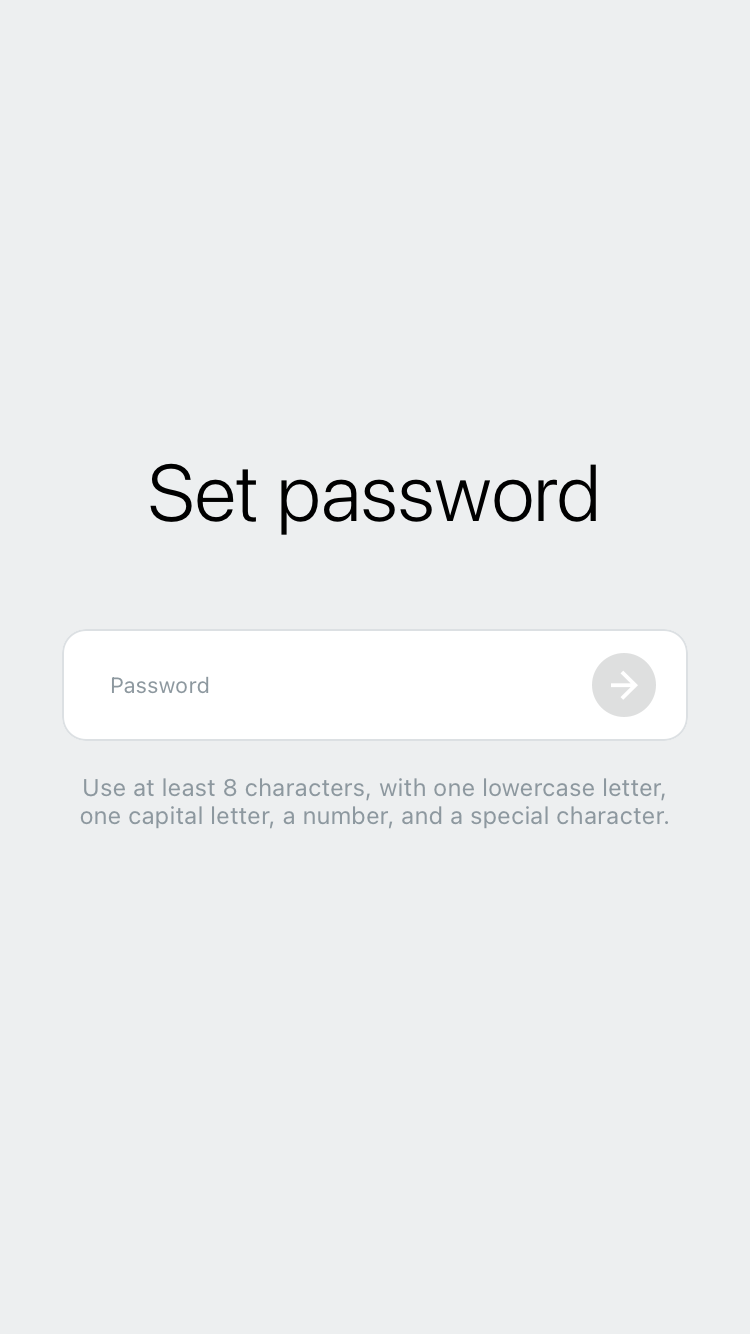 Set password
Password
Use at least 8 characters, with one lowercase letter,
one capital letter, a number, and a special character.